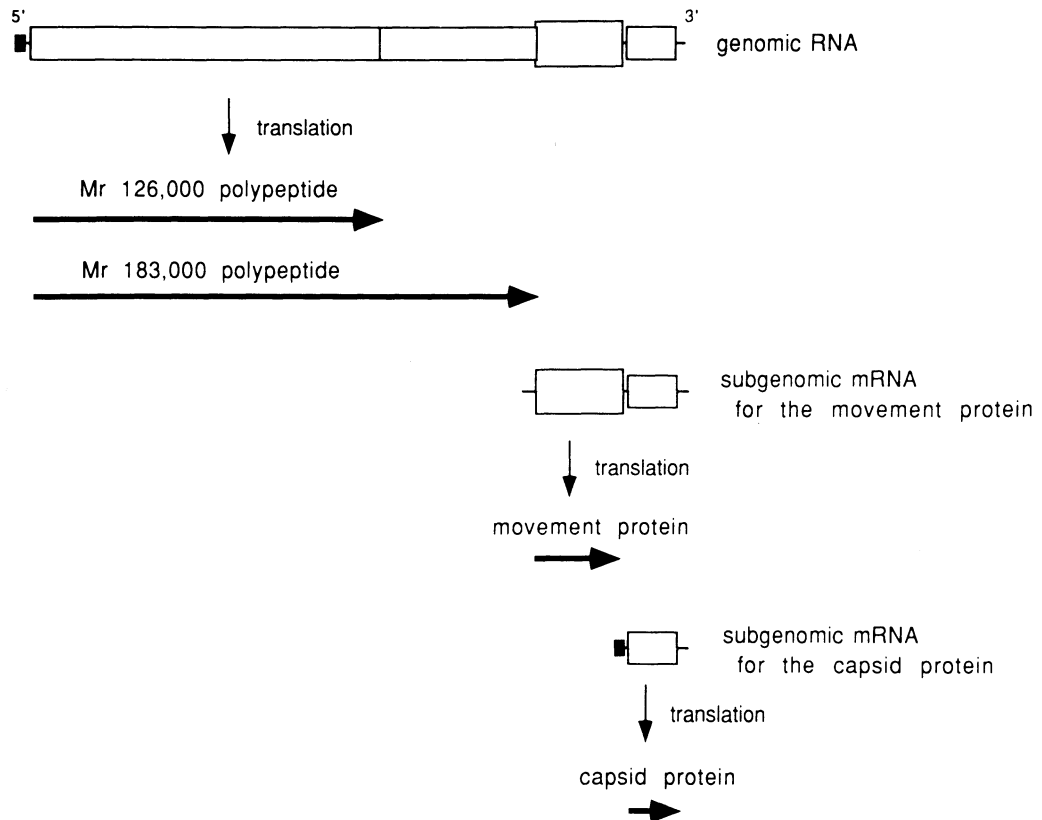 5'
3'
genomic RNA
translation
Mr 126,000 polypeptide
Mr 183,000 polypeptide
subgenomic mRNA
for the movement protein
translation
movement protein
subgenomic mRNA
for the capsid protein
translation
capsid protein